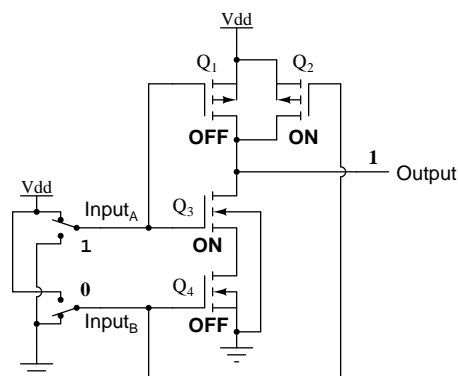 Vdd
Q1 Q2
OFF ON
1
Output
Vdd
InputA
Q3
1
ON
0
Q4
InputB
OFF